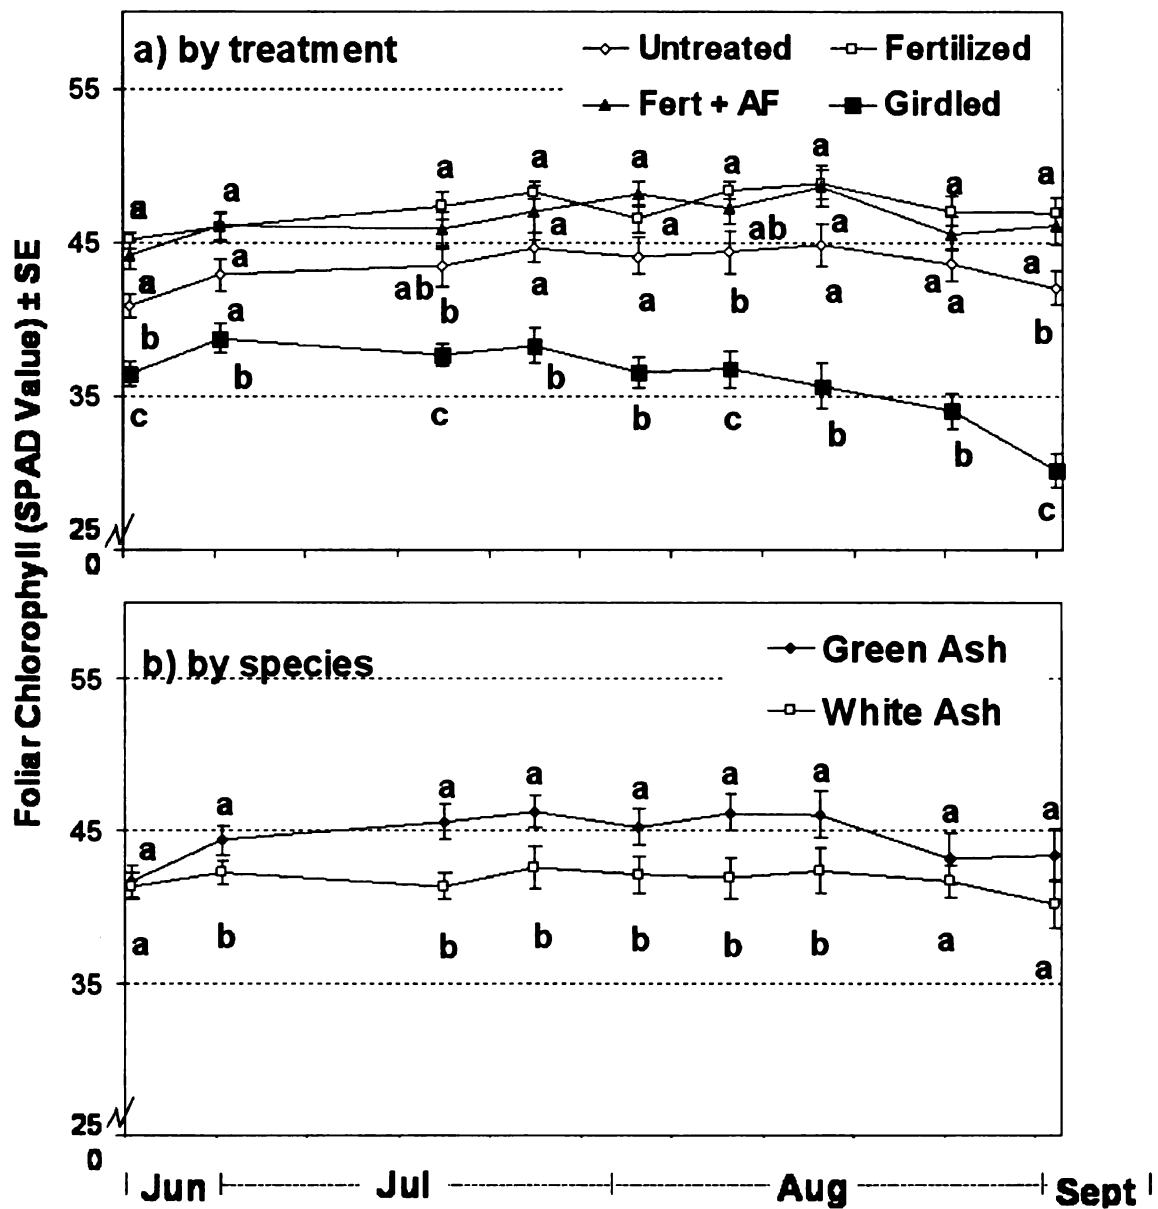 a) by treatment
Untreated
Fertilized
Fert + AF
Girdled
55
a a a a a a a a a
45
a a a a a ab a a a
a a ab b a a b a a b
b b b b b c b b c
35
c c
25
0
Foliar Chlorophyll (SPAD Value) ± SE
b) by species
Green Ash
White Ash
55
a a a a a a a a a
45
a b b b b b b a a
35
25
0
Jun Jul Aug Sept